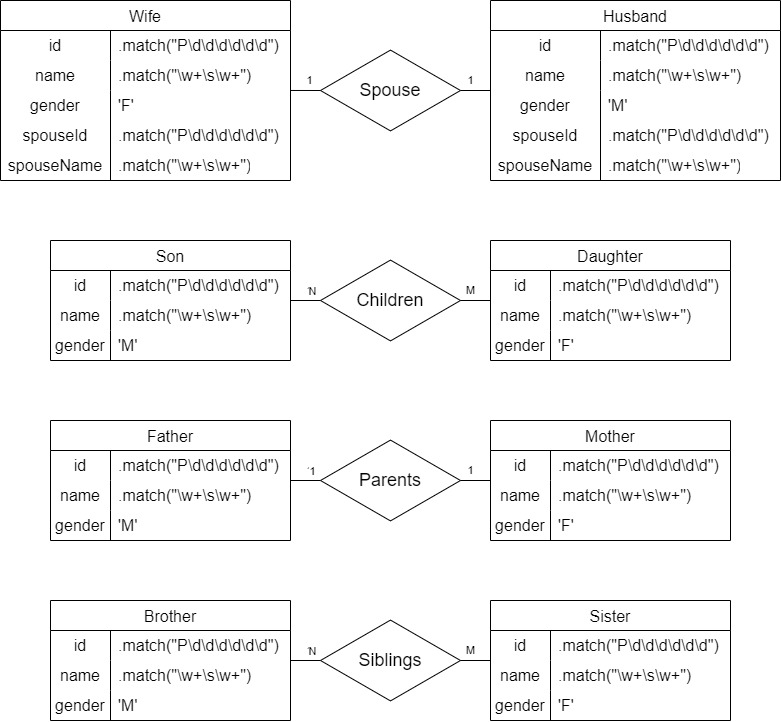 Wife
Husband
id .match("P\d\d\d\d\d\d")
id .match("P\d\d\d\d\d\d")
name .match("\w+\s\w+")
1
Spouse
1
name .match("\w+\s\w+")
gender 'F'
gender 'M'
spouseId .match("P\d\d\d\d\d\d")
spouseId .match("P\d\d\d\d\d\d")
spouseName .match("\w+\s\w+")
spouseName .match("\w+\s\w+")
Son
Daughter
id .match("P\d\d\d\d\d\d")
N
Children
M
id .match("P\d\d\d\d\d\d")
name .match("\w+\s\w+")
name .match("\w+\s\w+")
gender 'M'
gender 'F'
Father
Mother
id .match("P\d\d\d\d\d\d")
1
Parents
1
id .match("P\d\d\d\d\d\d")
name .match("\w+\s\w+")
name .match("\w+\s\w+")
gender 'M'
gender 'F'
Brother
Sister
id .match("P\d\d\d\d\d\d")
N
Siblings
M
id .match("P\d\d\d\d\d\d")
name .match("\w+\s\w+")
name .match("\w+\s\w+")
gender 'M'
gender 'F'